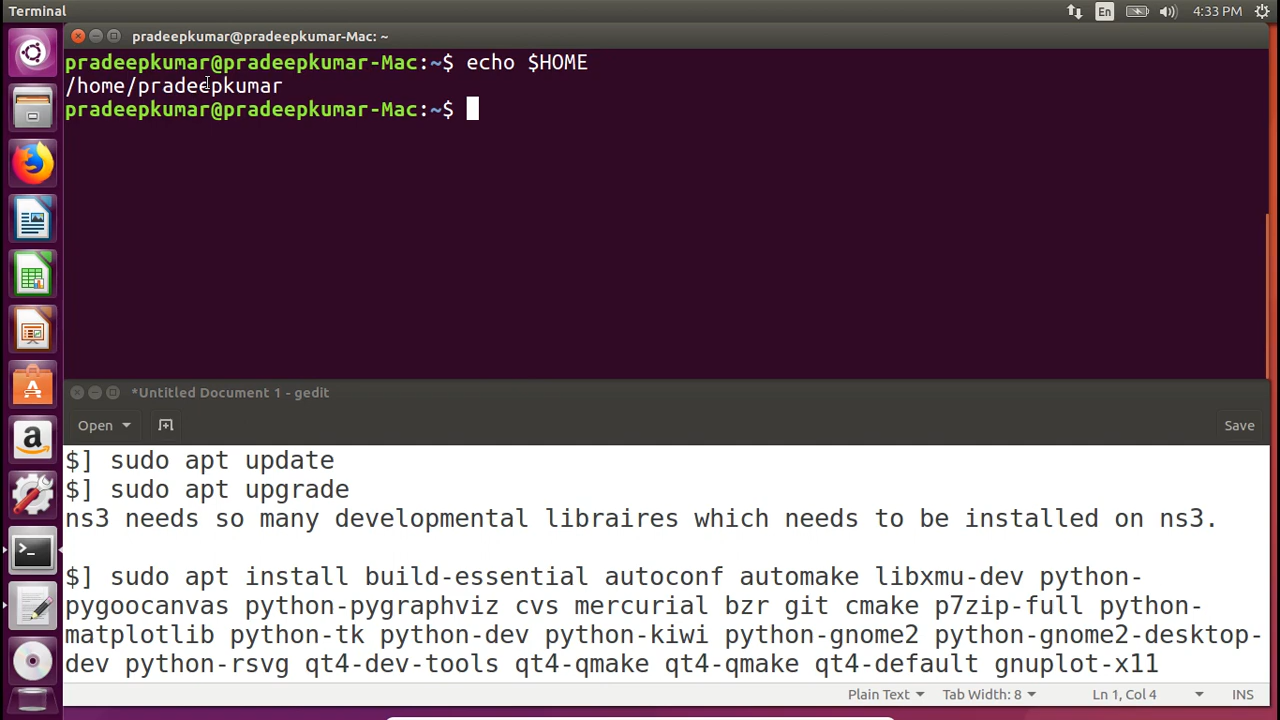 Terminal
En
4:33 PM
pradeepkumar@pradeepkumar-Mac: ~
pradeepkumar@pradeepkumar-Mac:~$ echo $HOME
/home/pradeepkumar
pradeepkumar@pradeepkumar-Mac:~$
*Untitled Document 1 - gedit
Open
Save
$] sudo apt update
$] sudo apt upgrade
ns3 needs so many developmental libraires which needs to be installed on ns3.
$] sudo apt install build-essential autoconf automake libxmu-dev python-
pygoocanvas python-pygraphviz cvs mercurial bzr git cmake p7zip-full python-
matplotlib python-tk python-dev python-kiwi python-gnome2 python-gnome2-desktop-
dev python-rsvg qt4-dev-tools qt4-qmake qt4-qmake qt4-default gnuplot-x11
Plain Text
Tab Width: 8
Ln 1, Col 4
INS